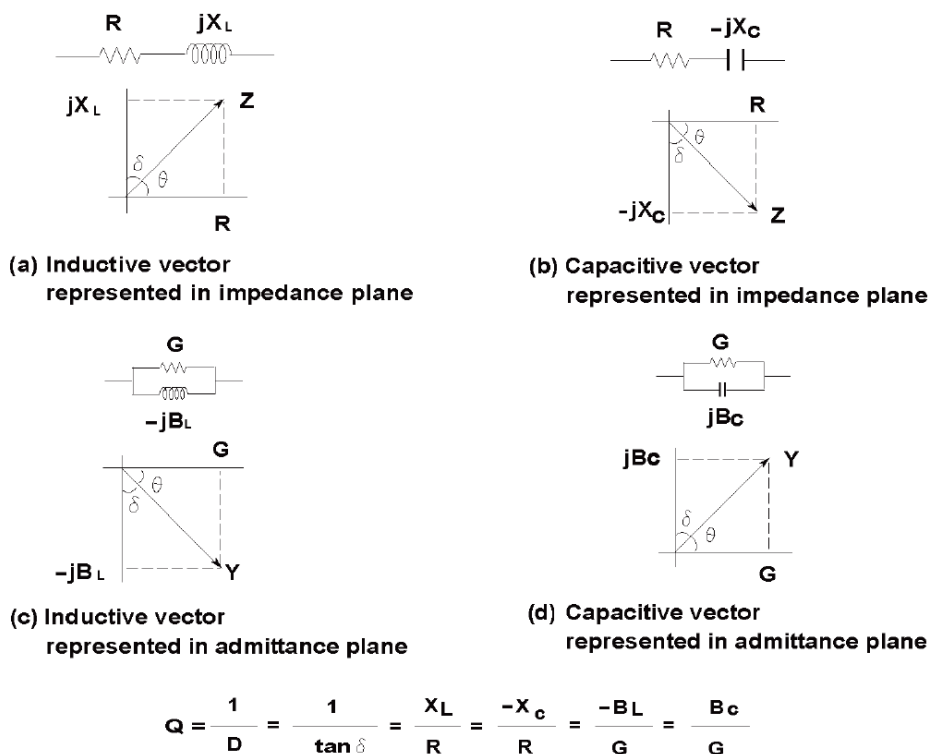 R jXL
jXL
Z
δ
θ
R
(a) Inductive vector
represented in impedance plane
R -jXC
R
θ
δ
-jXC
Z
(b) Capacitive vector
represented in impedance plane
G
-jBL
G
θ
δ
-jBL
Y
(c) Inductive vector
represented in admittance plane
G
jBC
jBC
Y
δ
θ
G
(d) Capacitive vector
represented in admittance plane
Q = 1/D = 1/tan δ = XL/R = -Xc/R = -BL/G = Bc/G